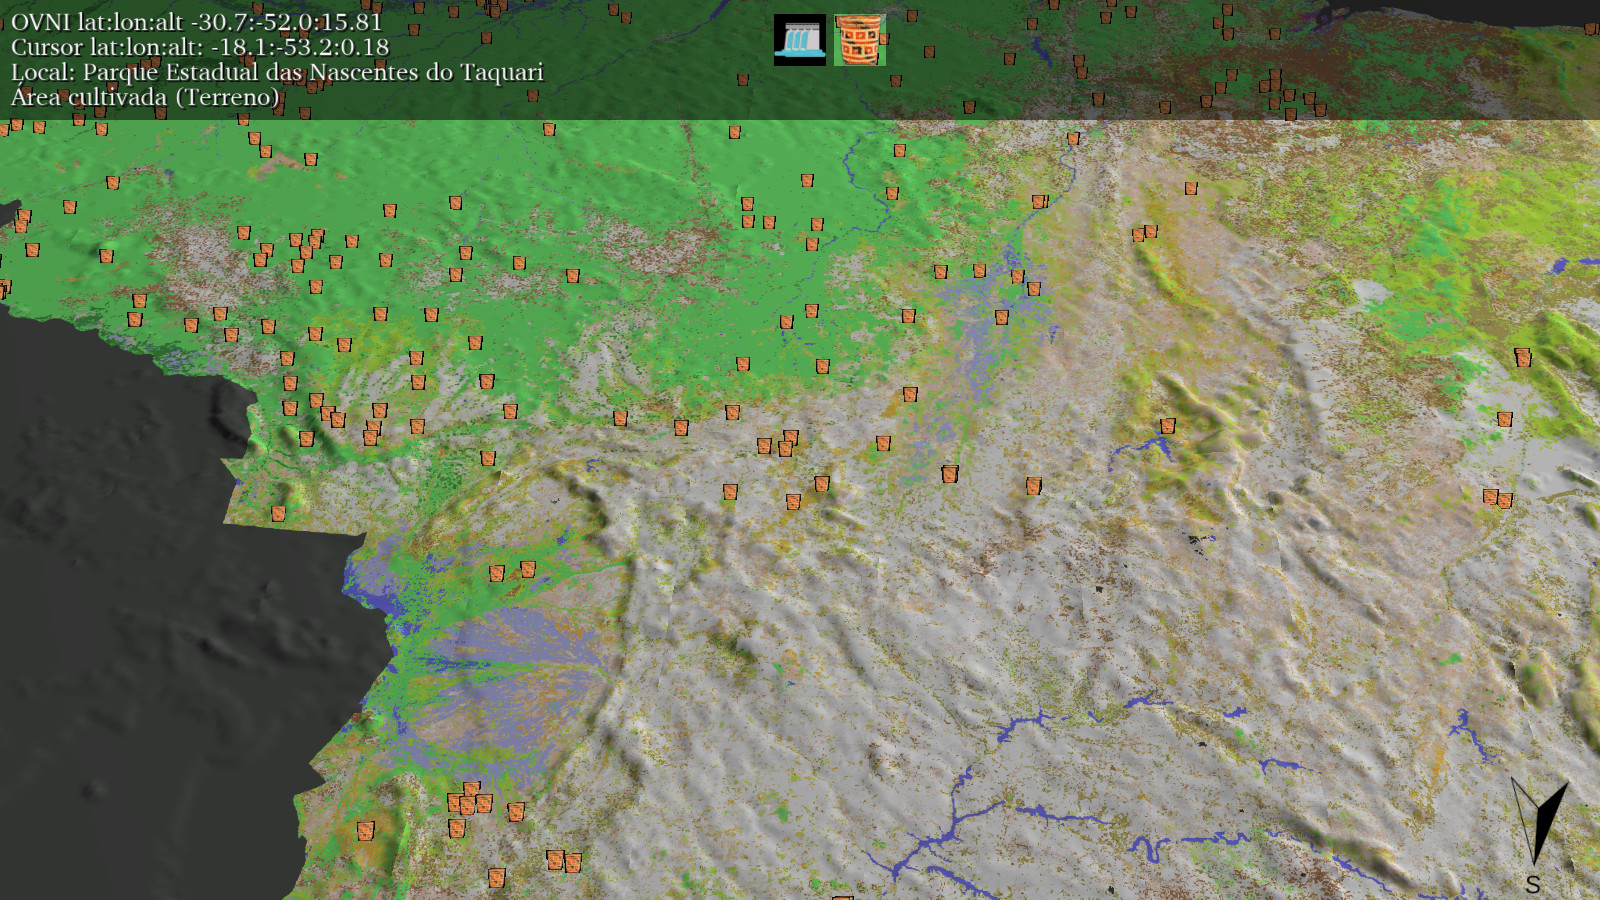 OVNI lat:lon:alt -30.7:-52.0:15.81
Cursor lat:lon:alt: -18.1:-53.2:0.18
Local: Parque Estadual das Nascentes do Taquari
Área cultivada (Terreno)
S